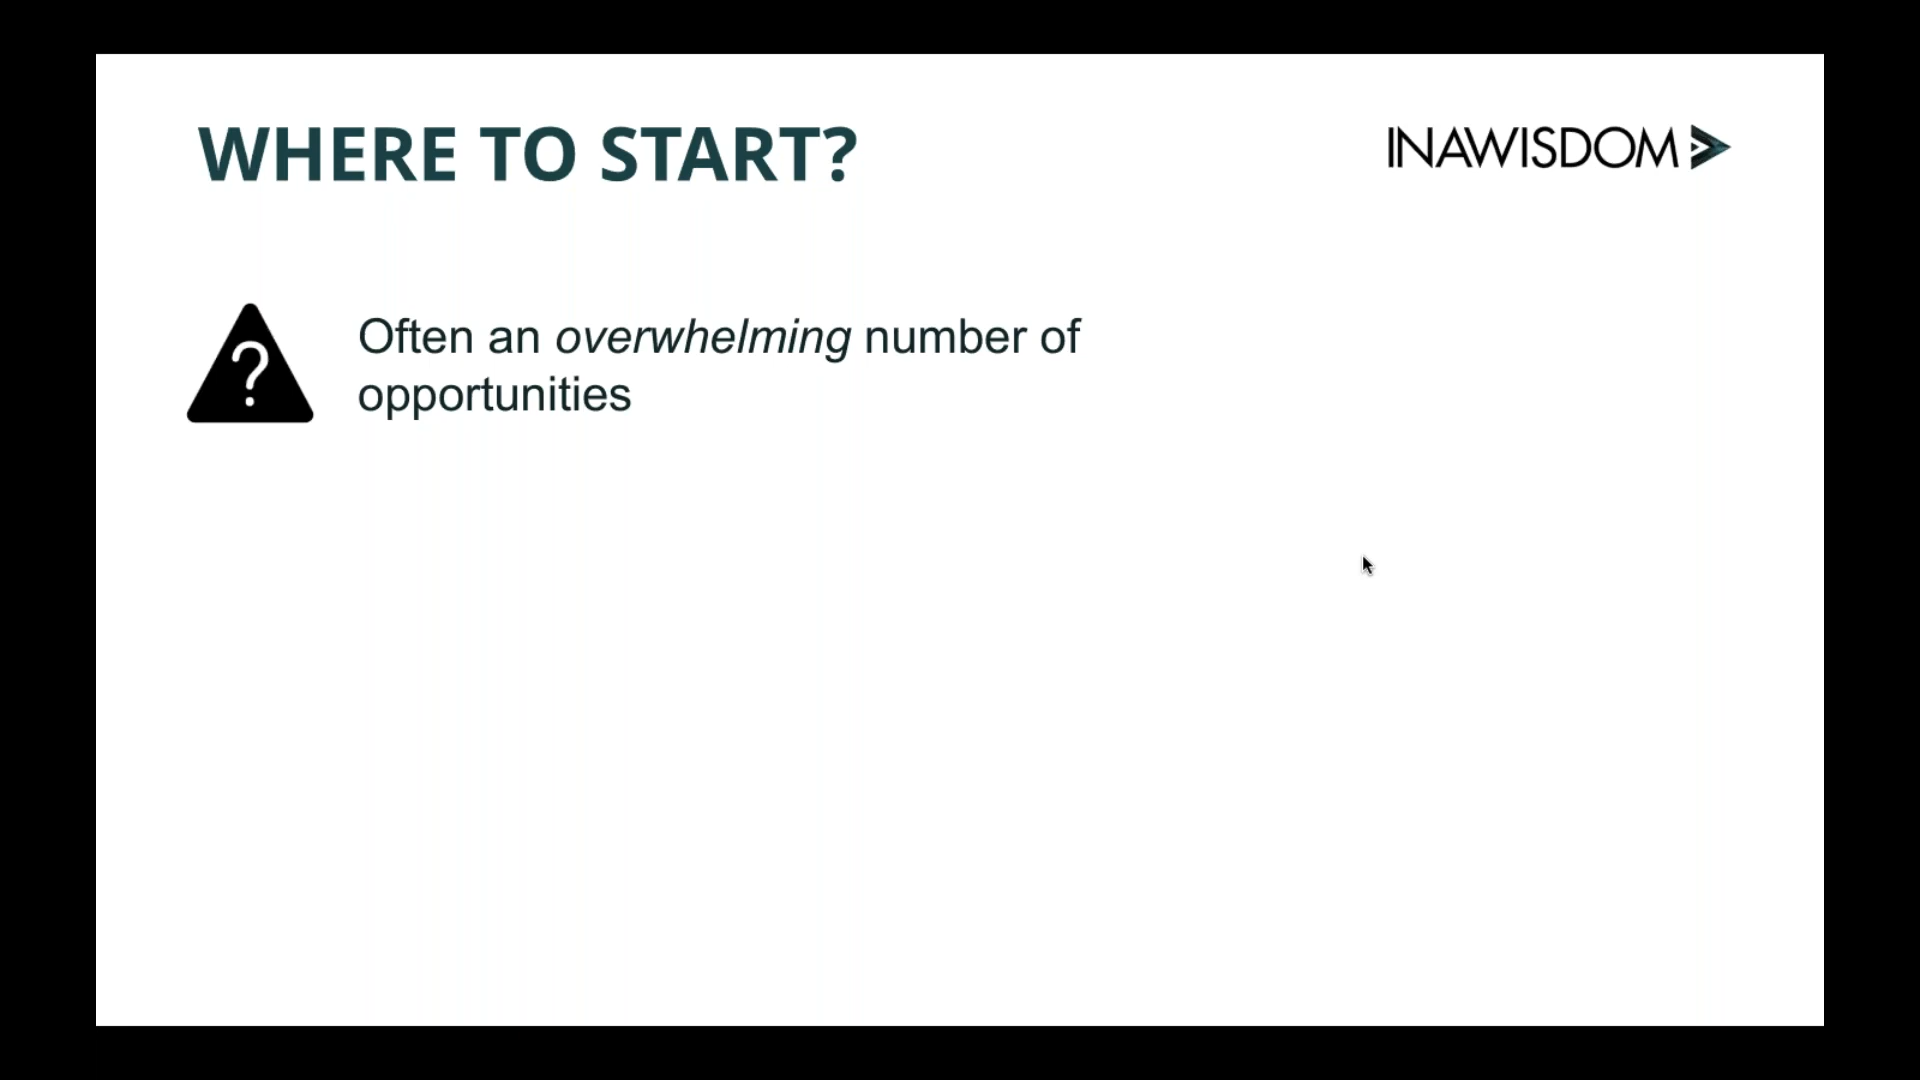 WHERE TO START?
INAWISDOM
?
Often an overwhelming number of
opportunities